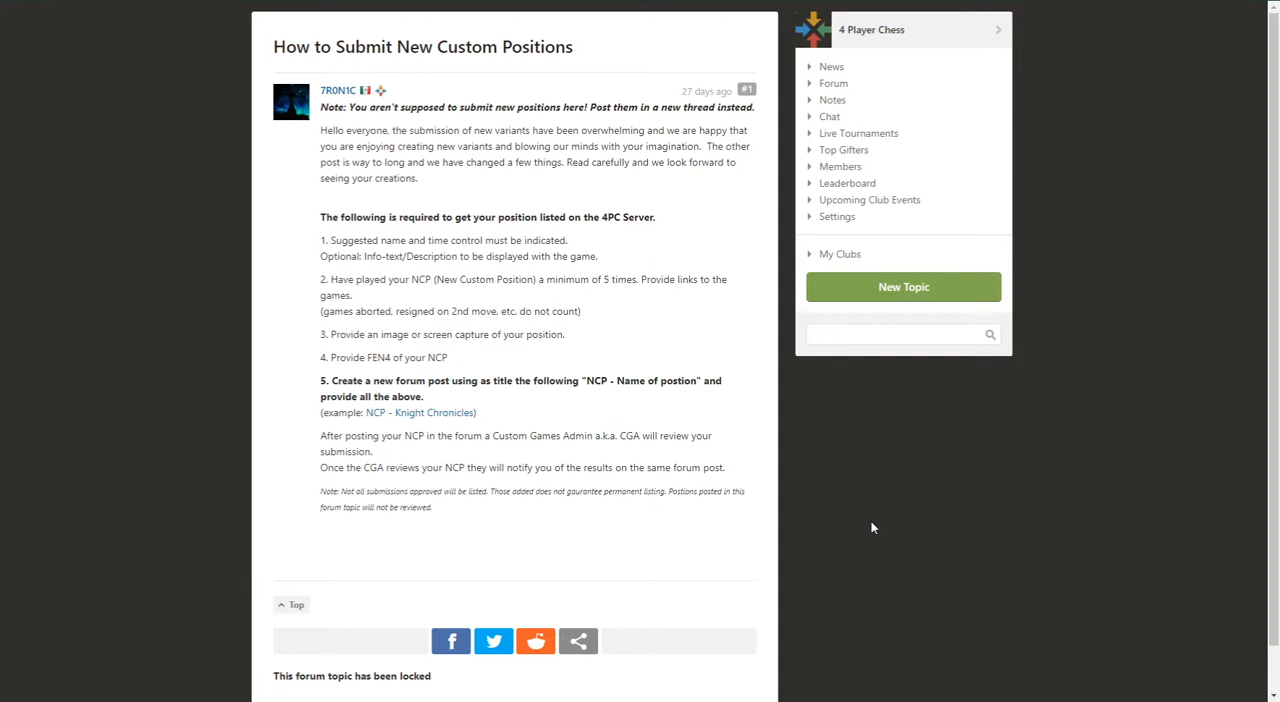 How to Submit New Custom Positions
7R0N1C
27 days ago
#1
Note: You aren't supposed to submit new positions here! Post them in a new thread instead.
Hello everyone, the submission of new variants have been overwhelming and we are happy that
you are enjoying creating new variants and blowing our minds with your imagination.  The other
post is way to long and we have changed a few things. Read carefully and we look forward to
seeing your creations.
The following is required to get your position listed on the 4PC Server.
1. Suggested name and time control must be indicated.
Optional: Info-text/Description to be displayed with the game.
2. Have played your NCP (New Custom Position) a minimum of 5 times. Provide links to the
games.
(games aborted, resigned on 2nd move, etc. do not count)
3. Provide an image or screen capture of your position.
4. Provide FEN4 of your NCP
5. Create a new forum post using as title the following "NCP - Name of postion" and
provide all the above.
(example: NCP - Knight Chronicles)
After posting your NCP in the forum a Custom Games Admin a.k.a. CGA will review your
submission.
Once the CGA reviews your NCP they will notify you of the results on the same forum post.
Note: Not all submissions approved will be listed. Those added does not gaurantee permanent listing. Postions posted in this
forum topic will not be reviewed.
Top
This forum topic has been locked
4 Player Chess
News
Forum
Notes
Chat
Live Tournaments
Top Gifters
Members
Leaderboard
Upcoming Club Events
Settings
My Clubs
New Topic